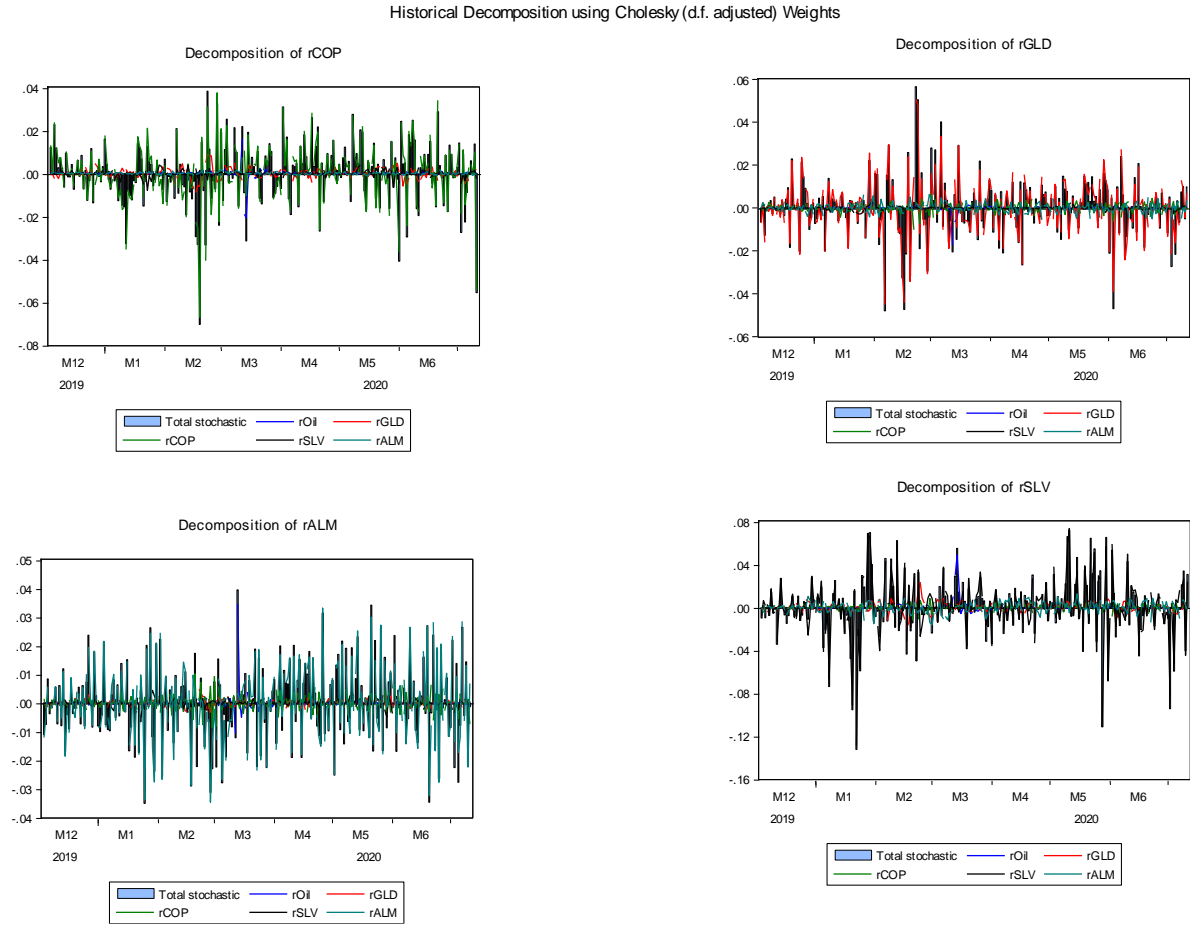 Historical Decomposition using Cholesky (d.f. adjusted) Weights
Decomposition of rCOP
.04
.02
.00
-.02
-.04
-.06
-.08
M12 M1 M2 M3 M4 M5 M6
2019 2020
Total stochastic rOil rGLD
rCOP rSLV rALM
Decomposition of rGLD
.06
.04
.02
.00
-.02
-.04
-.06
M12 M1 M2 M3 M4 M5 M6
2019 2020
Total stochastic rOil rGLD
rCOP rSLV rALM
Decomposition of rALM
.05
.04
.03
.02
.01
.00
-.01
-.02
-.03
-.04
M12 M1 M2 M3 M4 M5 M6
2019 2020
Total stochastic rOil rGLD
rCOP rSLV rALM
Decomposition of rSLV
.08
.04
.00
-.04
-.08
-.12
-.16
M12 M1 M2 M3 M4 M5 M6
2019 2020
Total stochastic rOil rGLD
rCOP rSLV rALM